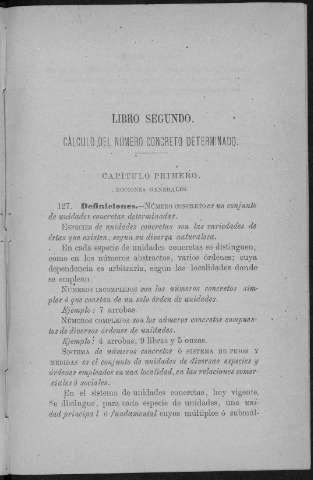 LIBRO SEGUNDO.
CÁLCULO DEL NÚMERO CONCRETO DETERMINADO.
CAPITULO PRIMERO.
NOCIONES GENERALES.
127. Definiciones.—NÚMERO CONCRETO es un conjunto
de unidades concretas determinadas.
ESPECIES de unidades concretas son las variedades de
éstas que existen, segun su diversa naturaleza.
En cada especie de unidades concretas se distinguen,
como en los números abstractos, varios órdenes; cuya
dependencia es arbitraria, segun las localidades donde
se emplean
NÚMEROS INCOMPLEJOS son los números concretos sim-
ples ó que constan de un solo órden de unidades.
Ejemplo: 7 arrobas.
NÚMEROS COMPLEJOS son los números concretos compues-
tos de diversos órdenes de unidades.
Ejemplo: 4 arrobas, 9 libras y 5 onzas.
SISTEMA de números concretos ó SISTEMA DE PESOS Y
MEDIDAS es el conjunto de unidades de diversas especies y
órdenes empleados en una localidad, en las relaciones comer-
ciales ó sociales.
En el sistema de unidades concretas, hoy vigente,
se distingue, para cada especie de unidades, una uni-
dad principal ó fundamental cuyos múltiplos ó submúl-